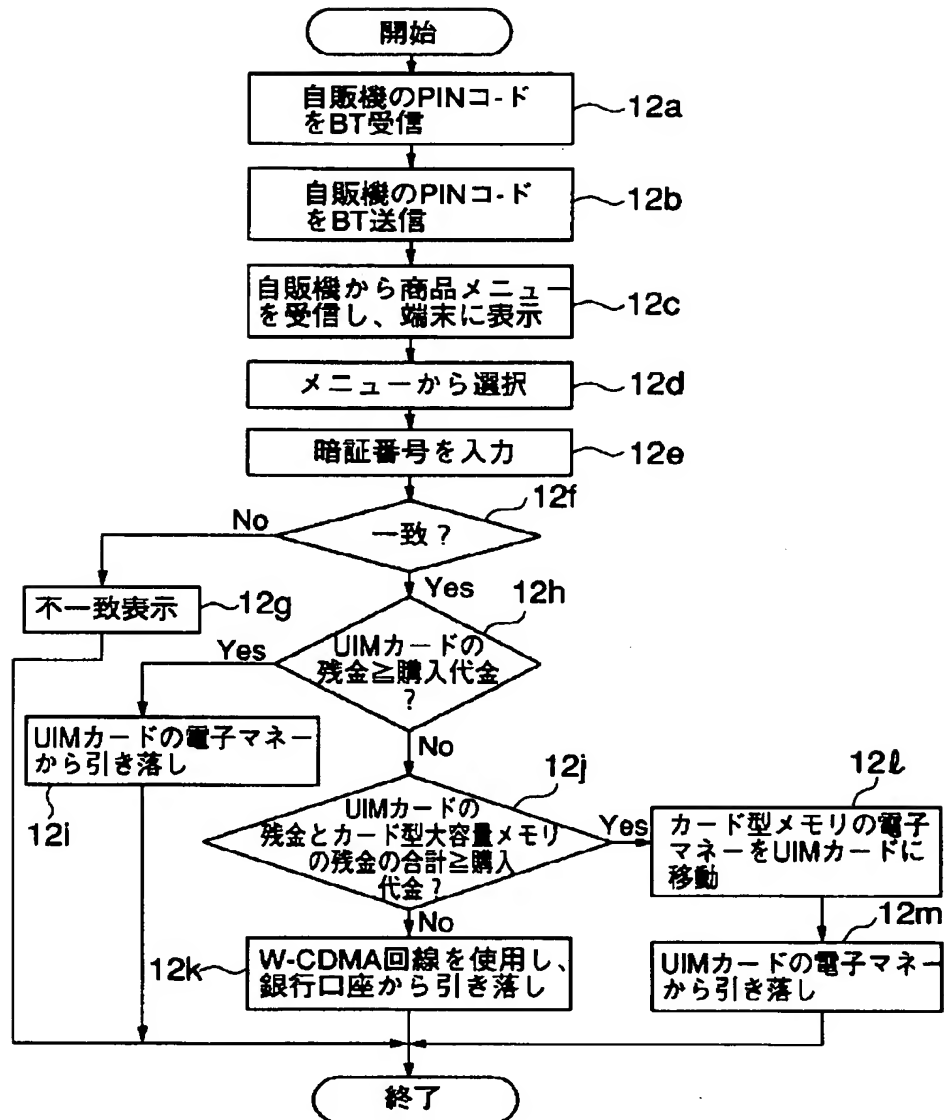 開始
自販機のPINコ-ド
をBT受信
12a
自販機のPINコ-ド
をBT送信
12b
自販機から商品メニュー
を受信し、端末に表示
12c
メニューから選択
12d
暗証番号を入力
12e
12f
一致？
No
Yes
不一致表示
12g
12h
UIMカードの
残金≧購入代金
？
Yes
No
UIMカードの電子マネー
から引き落し
12i
12j
UIMカードの
残金とカード型大容量メモリ
の残金の合計≧購入
代金？
Yes
No
12ℓ
カード型メモリの電子
マネーをUIMカードに
移動
12m
UIMカードの電子マネー
から引き落し
12k
W-CDMA回線を使用し、
銀行口座から引き落し
終了